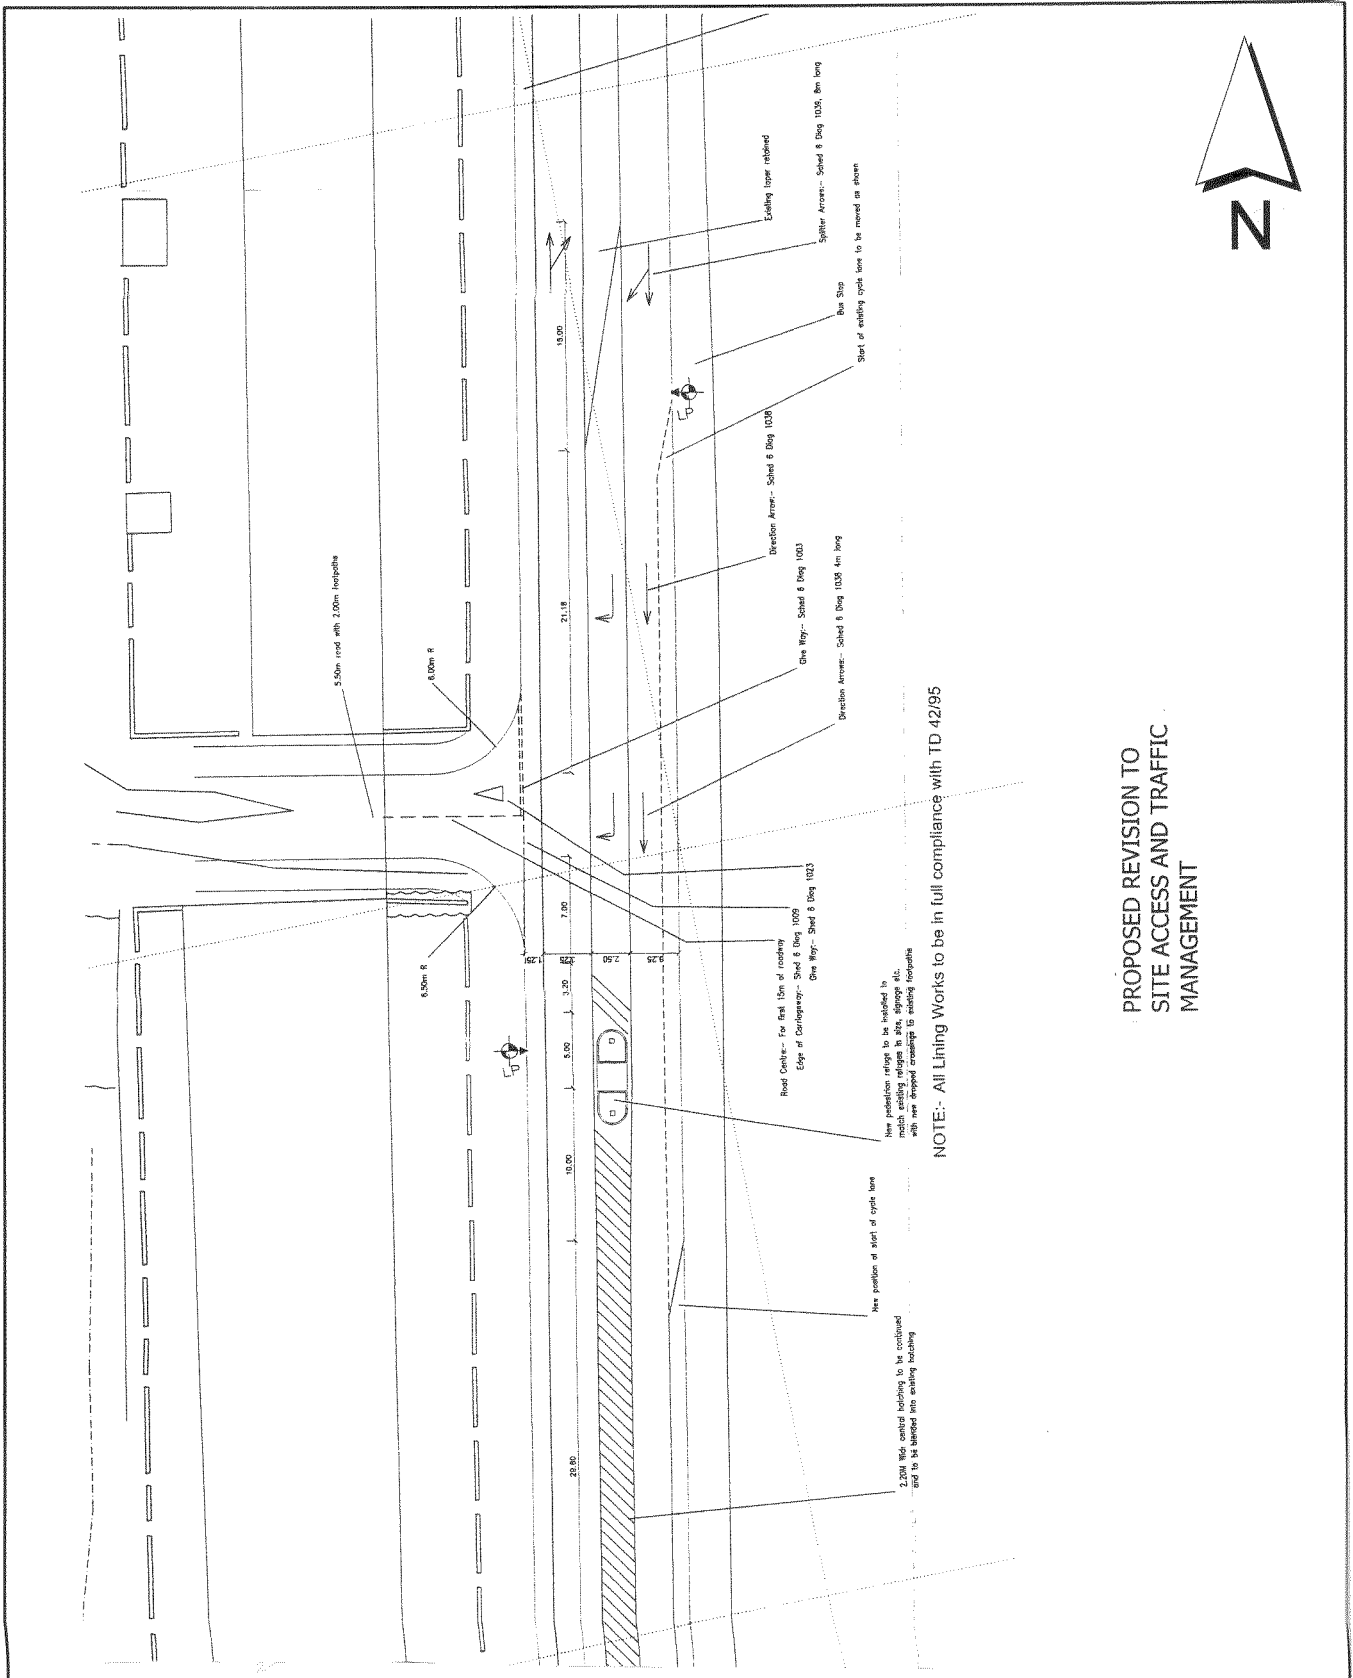 Existing taper retained
Splitter Arrows:- Sched 6 Diag 1039, 8m long
Bus Stop
Start of existing cycle lane to be moved as shown
Direction Arrow:- Sched 6 Diag 1038
Give Way:- Sched 6 Diag 1003
Direction Arrows:- Sched 6 Diag 1038 4m long
5.50m road with 2.00m footpaths
6.00m R
6.50m R
15.00
21.18
7.00
3.20
5.00
10.00
29.60
1.25
2.50
LP
LP
Road Centre:- For first 15m of roadway
Edge of Carriageway:- Shed 6 Diag 1009
Give Way:- Shed 6 Diag 1023
New pedestrian refuge to be installed to
match existing refuges in size, signage etc.
with new dropped crossings to existing footpaths
NOTE:- All Lining Works to be in full compliance with TD 42/95
New position of start of cycle lane
2.20M Wide central hatching to be continued
and to be blended into existing hatching
PROPOSED REVISION TO
SITE ACCESS AND TRAFFIC
MANAGEMENT
N